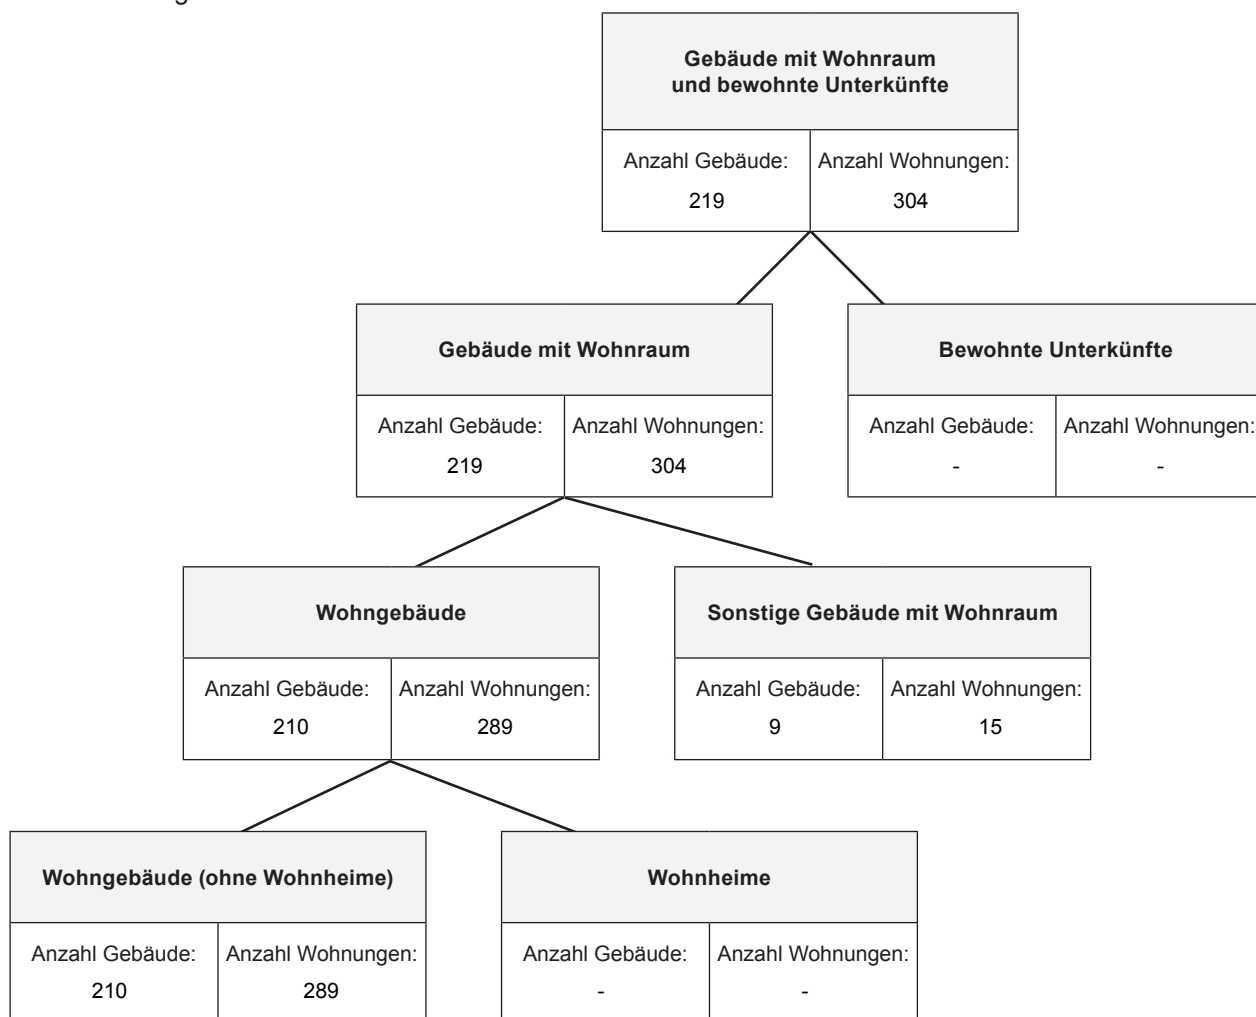 Gebäude mit Wohnraum
und bewohnte Unterkünfte
Anzahl Gebäude:
Anzahl Wohnungen:
219
304
Gebäude mit Wohnraum
Bewohnte Unterkünfte
Anzahl Gebäude:
Anzahl Wohnungen:
Anzahl Gebäude:
Anzahl Wohnungen:
219
304
-
-
Wohngebäude
Sonstige Gebäude mit Wohnraum
Anzahl Gebäude:
Anzahl Wohnungen:
Anzahl Gebäude:
Anzahl Wohnungen:
210
289
9
15
Wohngebäude (ohne Wohnheime)
Wohnheime
Anzahl Gebäude:
Anzahl Wohnungen:
Anzahl Gebäude:
Anzahl Wohnungen:
210
289
-
-